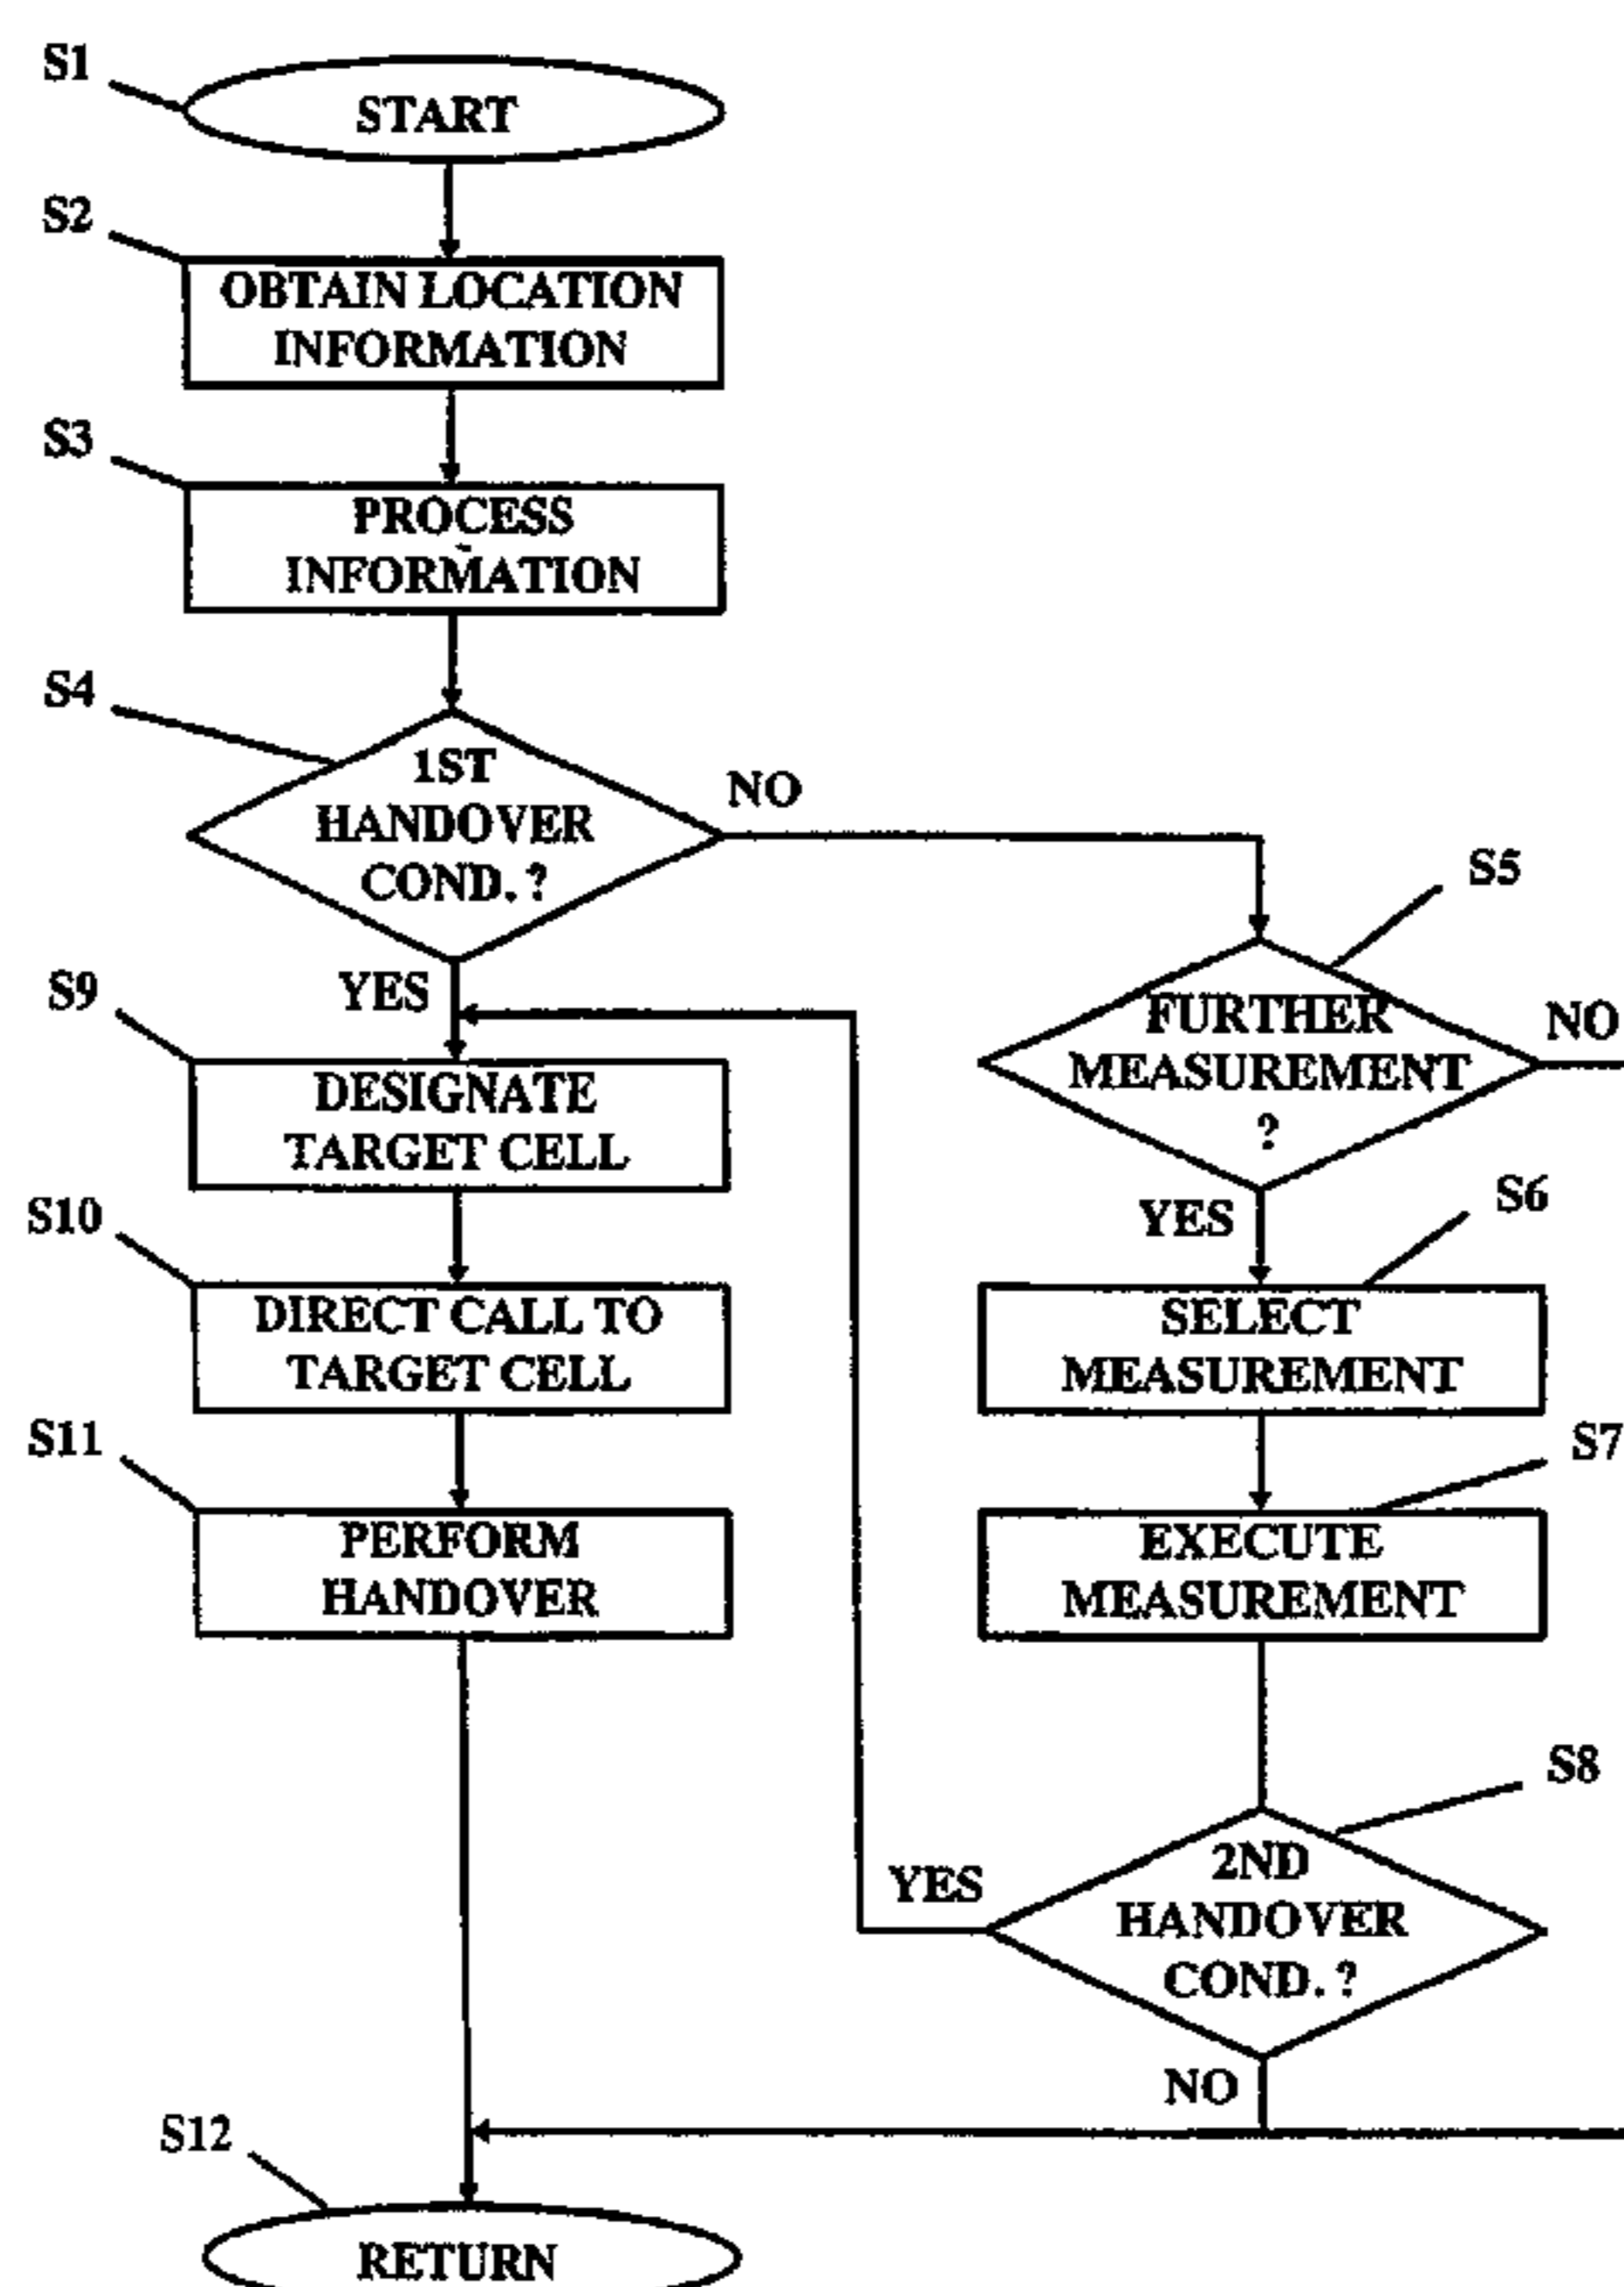 S1
START
S2
OBTAIN LOCATION
INFORMATION
S3
PROCESS
INFORMATION
S4
1ST
HANDOVER
COND. ?
NO
YES
S5
FURTHER
MEASUREMENT
?
NO
YES
S6
SELECT
MEASUREMENT
S7
EXECUTE
MEASUREMENT
S8
2ND
HANDOVER
COND. ?
YES
NO
S9
DESIGNATE
TARGET CELL
S10
DIRECT CALL TO
TARGET CELL
S11
PERFORM
HANDOVER
S12
RETURN